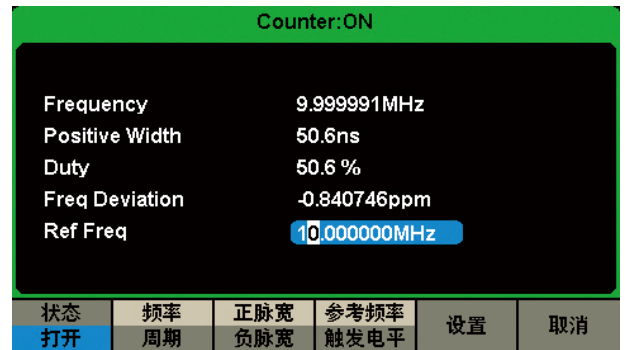 Counter:ON
Frequency 9.999991MHz
Positive Width 50.6ns
Duty 50.6 %
Freq Deviation -0.840746ppm
Ref Freq 10.000000MHz
状态 频率 正脉宽 参考频率 设置 取消
打开 周期 负脉宽 触发电平